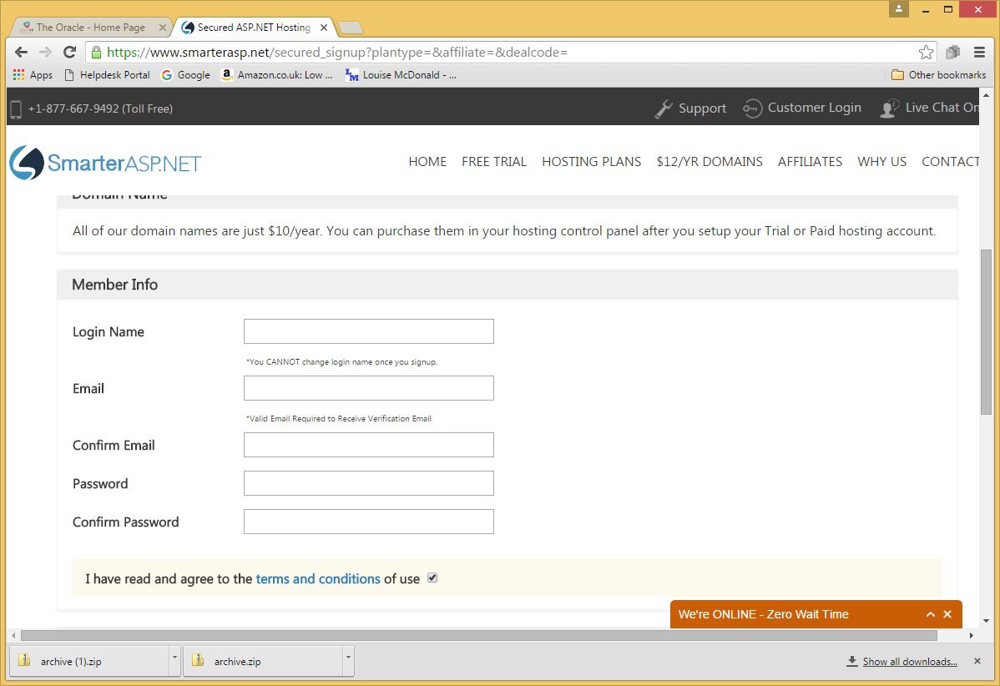 The Oracle - Home Page
Secured ASP.NET Hosting
https://www.smarterasp.net/secured_signup?plantype=&affiliate=&dealcode=
Apps
Helpdesk Portal
Google
Amazon.co.uk: Low ...
Louise McDonald - ...
Other bookmarks
+1-877-667-9492 (Toll Free)
Support
Customer Login
Live Chat On
SmarterASP.NET
HOME
FREE TRIAL
HOSTING PLANS
$12/YR DOMAINS
AFFILIATES
WHY US
CONTACT
Domain Name
All of our domain names are just $10/year. You can purchase them in your hosting control panel after you setup your Trial or Paid hosting account.
Member Info
Login Name
*You CANNOT change login name once you signup.
Email
*Valid Email Required to Receive Verification Email
Confirm Email
Password
Confirm Password
I have read and agree to the terms and conditions of use
We're ONLINE - Zero Wait Time
archive (1).zip
archive.zip
Show all downloads...